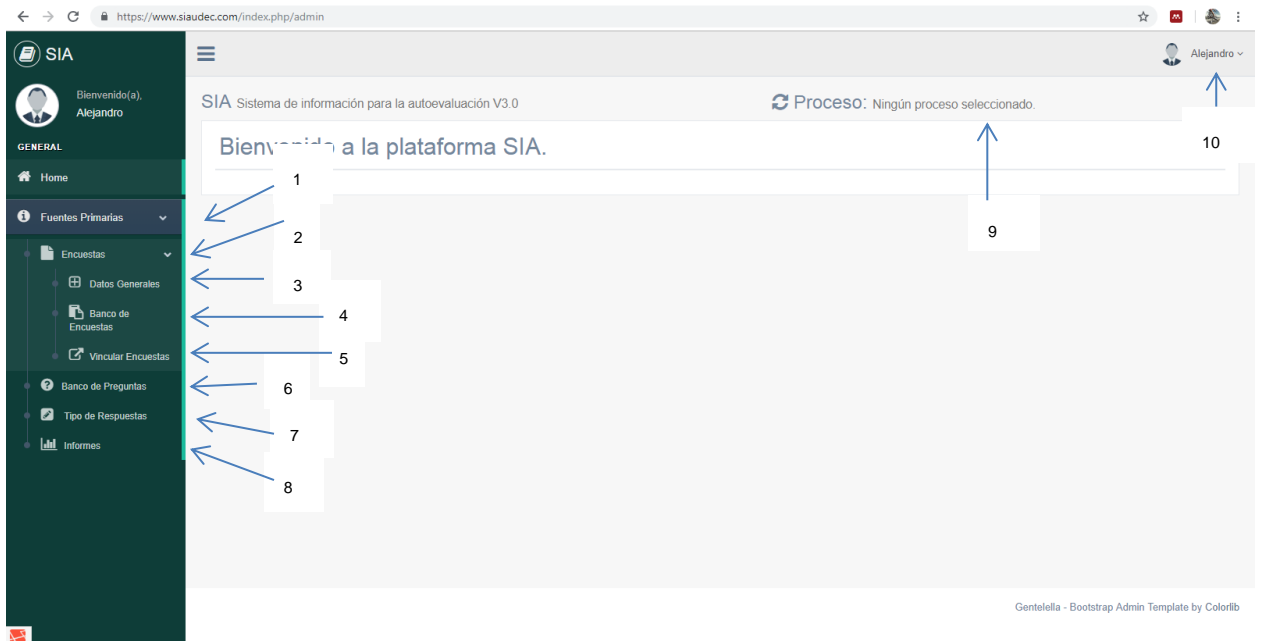 https://www.siaudec.com/index.php/admin
SIA
Alejandro
Bienvenido(a),
Alejandro
SIA Sistema de información para la autoevaluación V3.0
Proceso: Ningún proceso seleccionado.
GENERAL
Bienvenido a la plataforma SIA.
10
Home
1
Fuentes Primarias
2
9
Encuestas
3
Datos Generales
4
Banco de
Encuestas
5
Vincular Encuestas
6
Banco de Preguntas
7
Tipo de Respuestas
Informes
8
Gentelella - Bootstrap Admin Template by Colorlib